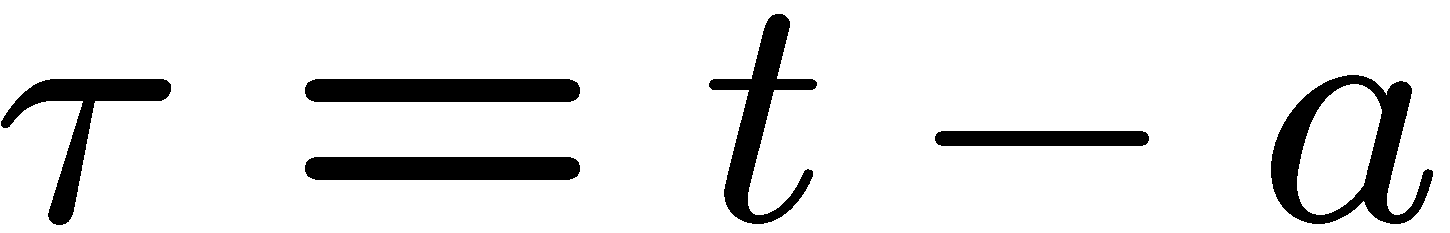 τ = t − a